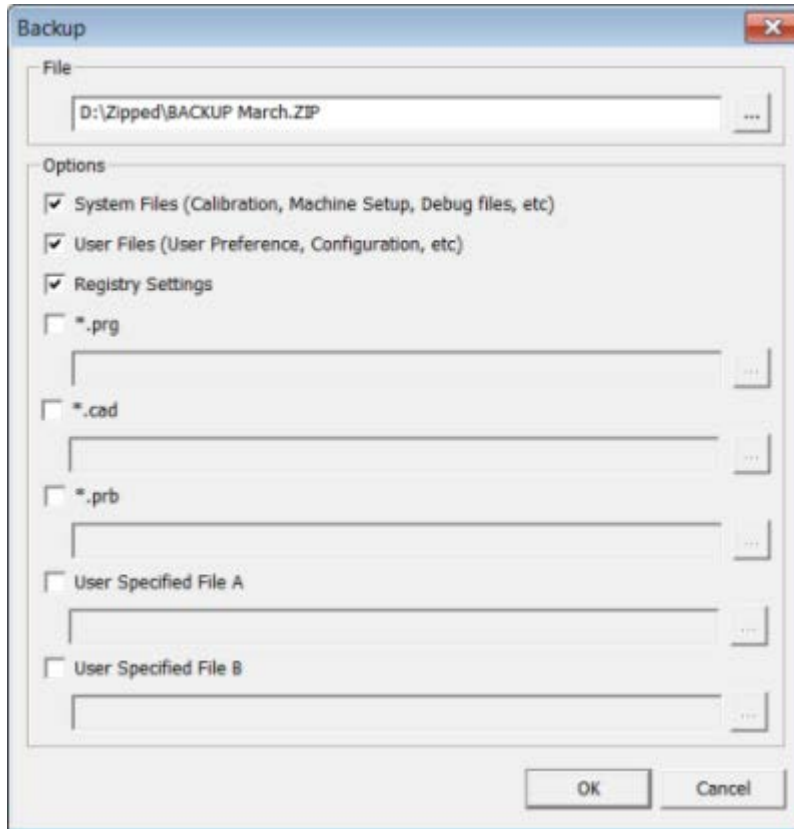 Backup
File
D:\Zipped\BACKUP March.ZIP
...
Options
System Files (Calibration, Machine Setup, Debug files, etc)
User Files (User Preference, Configuration, etc)
Registry Settings
*.prg
...
*.cad
...
*.prb
...
User Specified File A
...
User Specified File B
...
OK Cancel